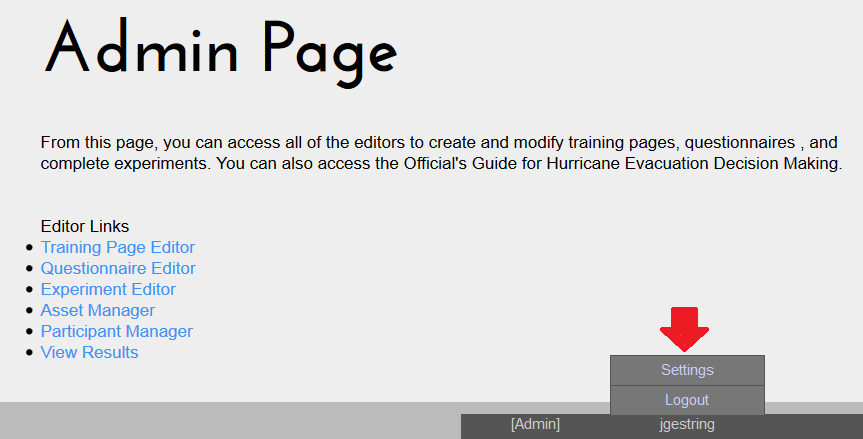 Admin Page
From this page, you can access all of the editors to create and modify training pages, questionnaires , and
complete experiments. You can also access the Official's Guide for Hurricane Evacuation Decision Making.
Editor Links
Training Page Editor
Questionnaire Editor
Experiment Editor
Asset Manager
Participant Manager
View Results
Settings
Logout
[Admin] jgestring